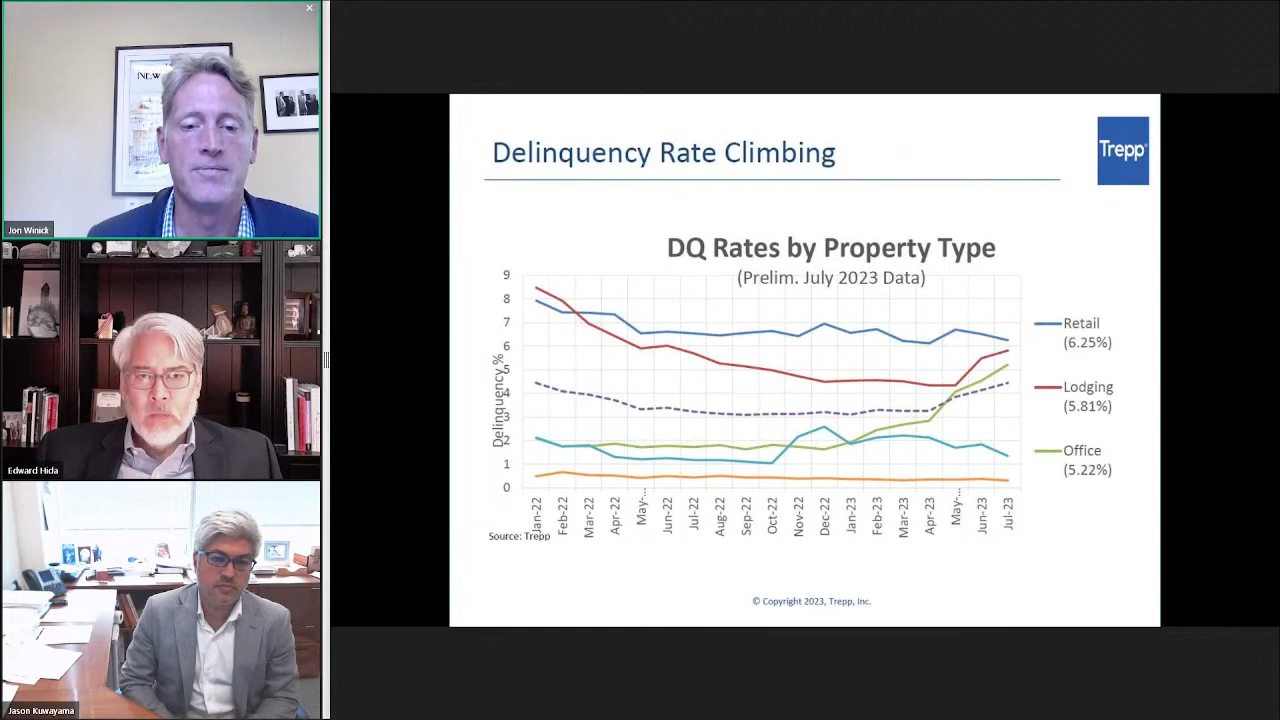 NEW
Jon Winick
Edward Hida
Jason Kuwayama
Delinquency Rate Climbing
Trepp
DQ Rates by Property Type
(Prelim. July 2023 Data)
Delinquency %
9
8
7
6
5
4
3
2
1
0
Jan-22
Feb-22
Mar-22
Apr-22
May-...
Jun-22
Jul-22
Aug-22
Sep-22
Oct-22
Nov-22
Dec-22
Jan-23
Feb-23
Mar-23
Apr-23
May-...
Jun-23
Jul-23
Retail
(6.25%)
Lodging
(5.81%)
Office
(5.22%)
Source: Trepp
© Copyright 2023, Trepp, Inc.